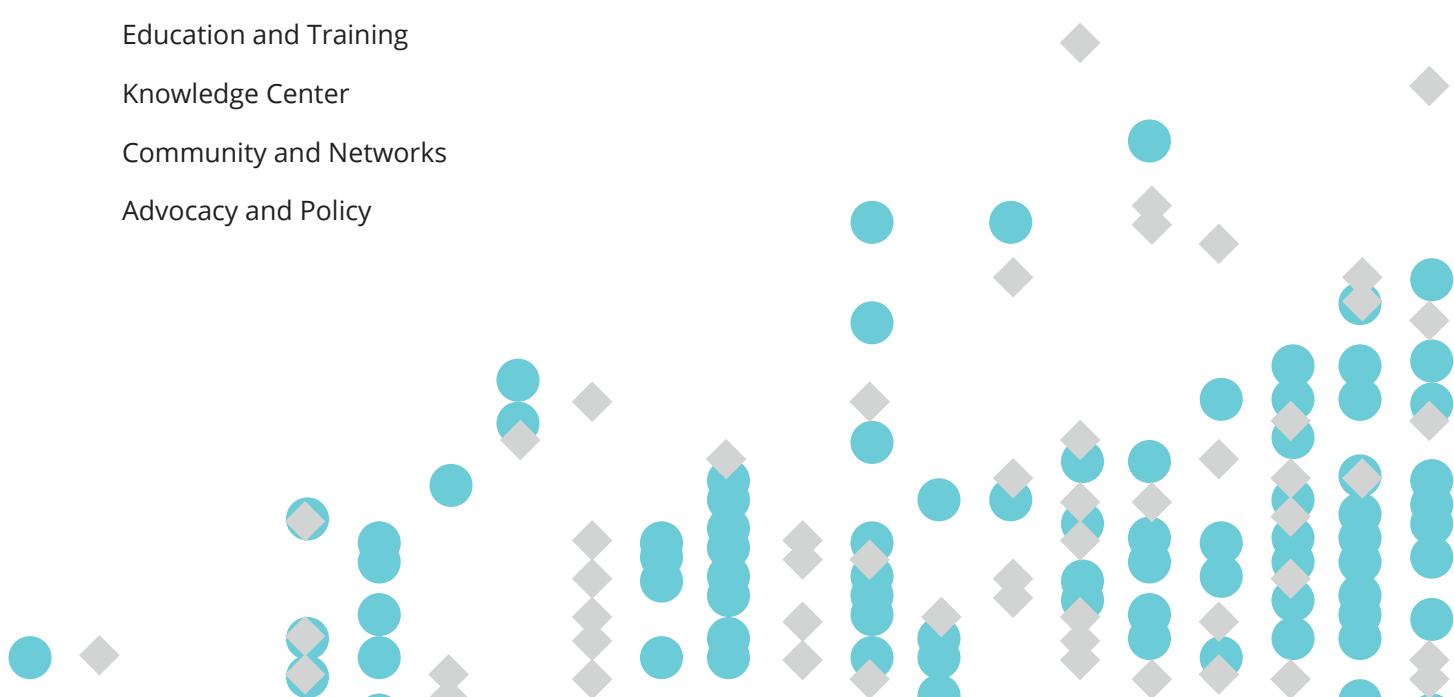 Education and Training
Knowledge Center
Community and Networks
Advocacy and Policy